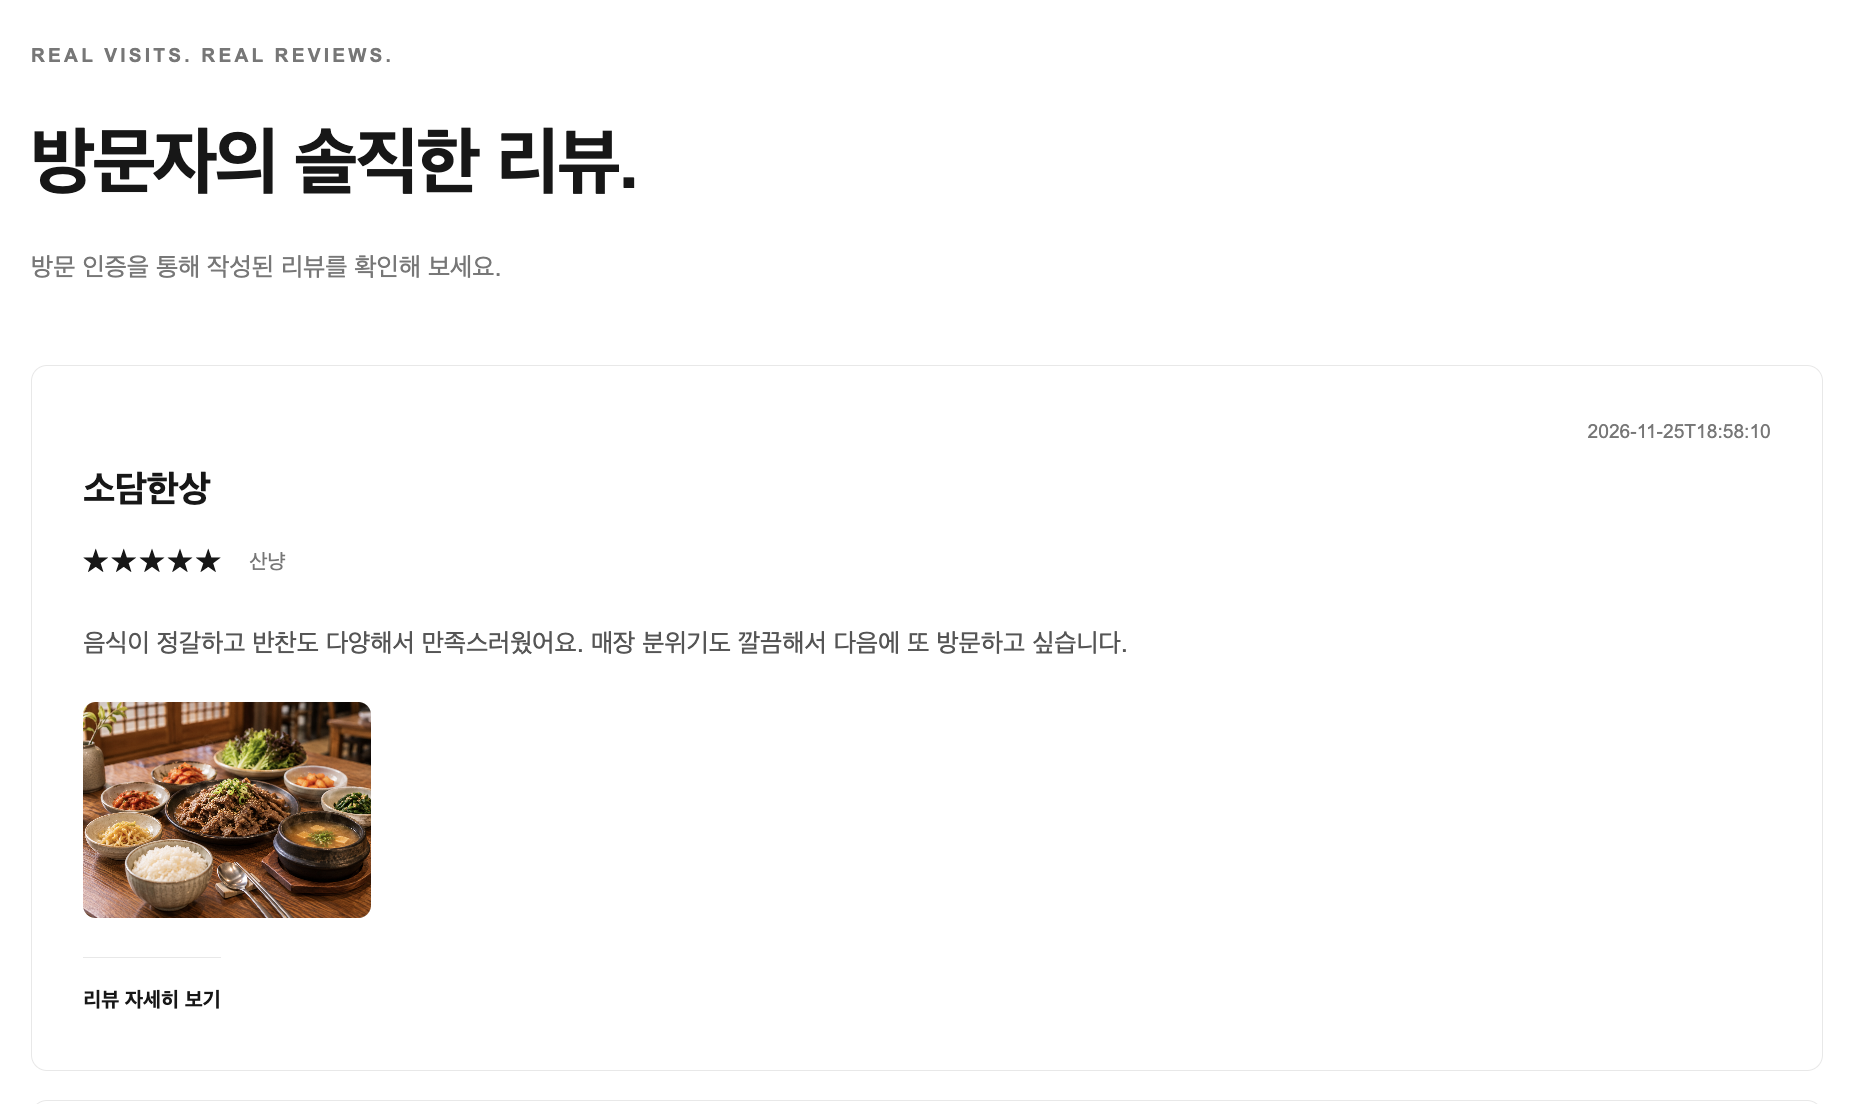 REAL VISITS. REAL REVIEWS.
방문자의 솔직한 리뷰.
방문 인증을 통해 작성된 리뷰를 확인해 보세요.
2026-11-25T18:58:10
소담한상
★★★★★ 산냥
음식이 정갈하고 반찬도 다양해서 만족스러웠어요. 매장 분위기도 깔끔해서 다음에 또 방문하고 싶습니다.
리뷰 자세히 보기